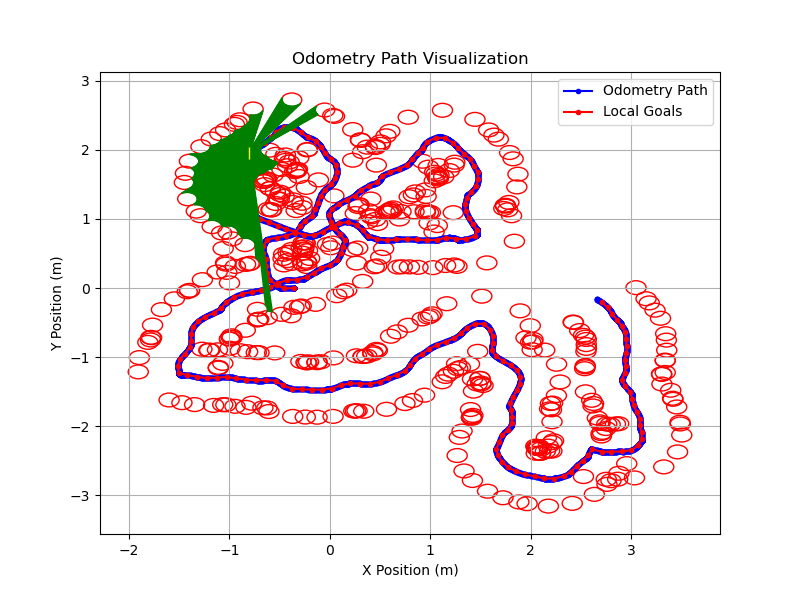 Odometry Path Visualization
Odometry Path
Local Goals
Y Position (m)
3
2
1
0
−1
−2
−3
−2
−1
0
1
2
3
X Position (m)